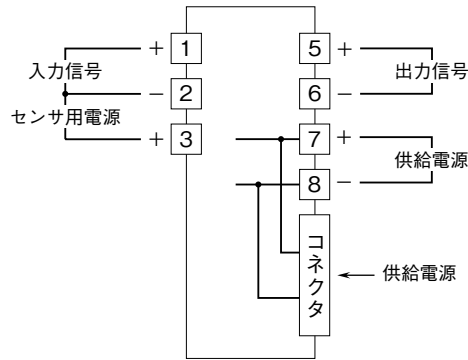 入力信号
センサ用電源
+ 1
− 2
+ 3
5 +
6 −
出力信号
7 +
8 −
供給電源
コネクタ
供給電源